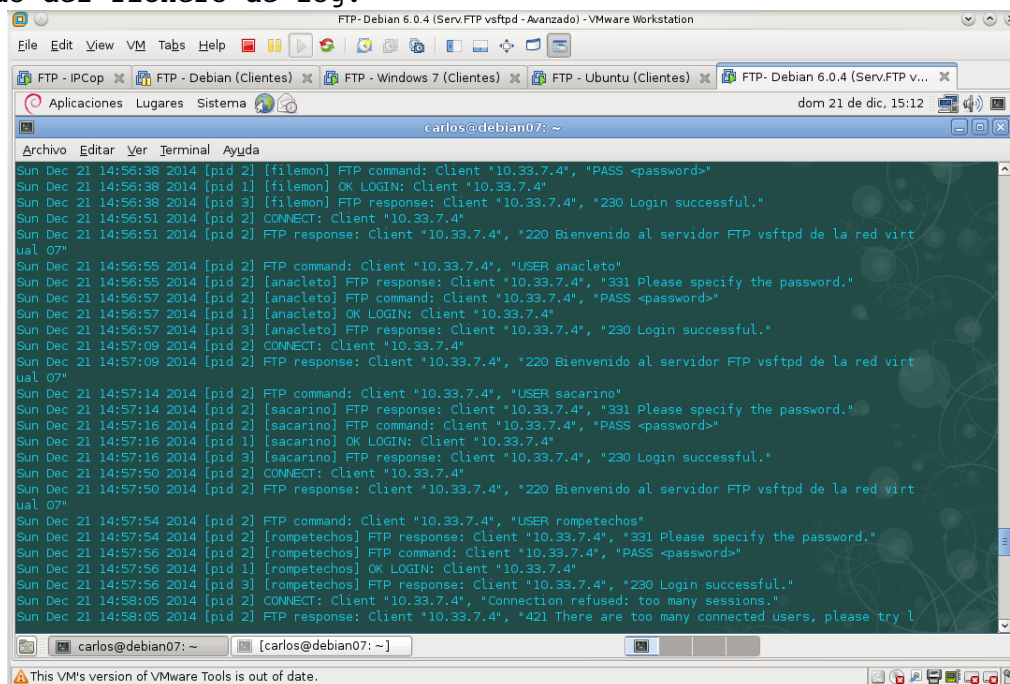 do del fichero de log.
FTP- Debian 6.0.4 (Serv.FTP vsftpd - Avanzado) - VMware Workstation
File Edit View VM Tabs Help
FTP - IPCop FTP - Debian (Clientes) FTP - Windows 7 (Clientes) FTP - Ubuntu (Clientes) FTP- Debian 6.0.4 (Serv.FTP v...
Aplicaciones Lugares Sistema dom 21 de dic, 15:12
carlos@debian07: ~
Archivo Editar Ver Terminal Ayuda
Sun Dec 21 14:56:38 2014 [pid 2] [filemon] FTP command: Client "10.33.7.4", "PASS <password>"
Sun Dec 21 14:56:38 2014 [pid 1] [filemon] OK LOGIN: Client "10.33.7.4"
Sun Dec 21 14:56:38 2014 [pid 3] [filemon] FTP response: Client "10.33.7.4", "230 Login successful."
Sun Dec 21 14:56:51 2014 [pid 2] CONNECT: Client "10.33.7.4"
Sun Dec 21 14:56:51 2014 [pid 2] FTP response: Client "10.33.7.4", "220 Bienvenido al servidor FTP vsftpd de la red virt
ual 07"
Sun Dec 21 14:56:55 2014 [pid 2] FTP command: Client "10.33.7.4", "USER anacleto"
Sun Dec 21 14:56:55 2014 [pid 2] [anacleto] FTP response: Client "10.33.7.4", "331 Please specify the password."
Sun Dec 21 14:56:57 2014 [pid 2] [anacleto] FTP command: Client "10.33.7.4", "PASS <password>"
Sun Dec 21 14:56:57 2014 [pid 1] [anacleto] OK LOGIN: Client "10.33.7.4"
Sun Dec 21 14:56:57 2014 [pid 3] [anacleto] FTP response: Client "10.33.7.4", "230 Login successful."
Sun Dec 21 14:57:09 2014 [pid 2] CONNECT: Client "10.33.7.4"
Sun Dec 21 14:57:09 2014 [pid 2] FTP response: Client "10.33.7.4", "220 Bienvenido al servidor FTP vsftpd de la red virt
ual 07"
Sun Dec 21 14:57:14 2014 [pid 2] FTP command: Client "10.33.7.4", "USER sacarino"
Sun Dec 21 14:57:14 2014 [pid 2] [sacarino] FTP response: Client "10.33.7.4", "331 Please specify the password."
Sun Dec 21 14:57:16 2014 [pid 2] [sacarino] FTP command: Client "10.33.7.4", "PASS <password>"
Sun Dec 21 14:57:16 2014 [pid 1] [sacarino] OK LOGIN: Client "10.33.7.4"
Sun Dec 21 14:57:16 2014 [pid 3] [sacarino] FTP response: Client "10.33.7.4", "230 Login successful."
Sun Dec 21 14:57:50 2014 [pid 2] CONNECT: Client "10.33.7.4"
Sun Dec 21 14:57:50 2014 [pid 2] FTP response: Client "10.33.7.4", "220 Bienvenido al servidor FTP vsftpd de la red virt
ual 07"
Sun Dec 21 14:57:54 2014 [pid 2] FTP command: Client "10.33.7.4", "USER rompetechos"
Sun Dec 21 14:57:54 2014 [pid 2] [rompetechos] FTP response: Client "10.33.7.4", "331 Please specify the password."
Sun Dec 21 14:57:56 2014 [pid 2] [rompetechos] FTP command: Client "10.33.7.4", "PASS <password>"
Sun Dec 21 14:57:56 2014 [pid 1] [rompetechos] OK LOGIN: Client "10.33.7.4"
Sun Dec 21 14:57:56 2014 [pid 3] [rompetechos] FTP response: Client "10.33.7.4", "230 Login successful."
Sun Dec 21 14:58:05 2014 [pid 2] CONNECT: Client "10.33.7.4", "Connection refused: too many sessions."
Sun Dec 21 14:58:05 2014 [pid 2] FTP response: Client "10.33.7.4", "421 There are too many connected users, please try l
carlos@debian07: ~ [carlos@debian07: ~]
This VM's version of VMware Tools is out of date.